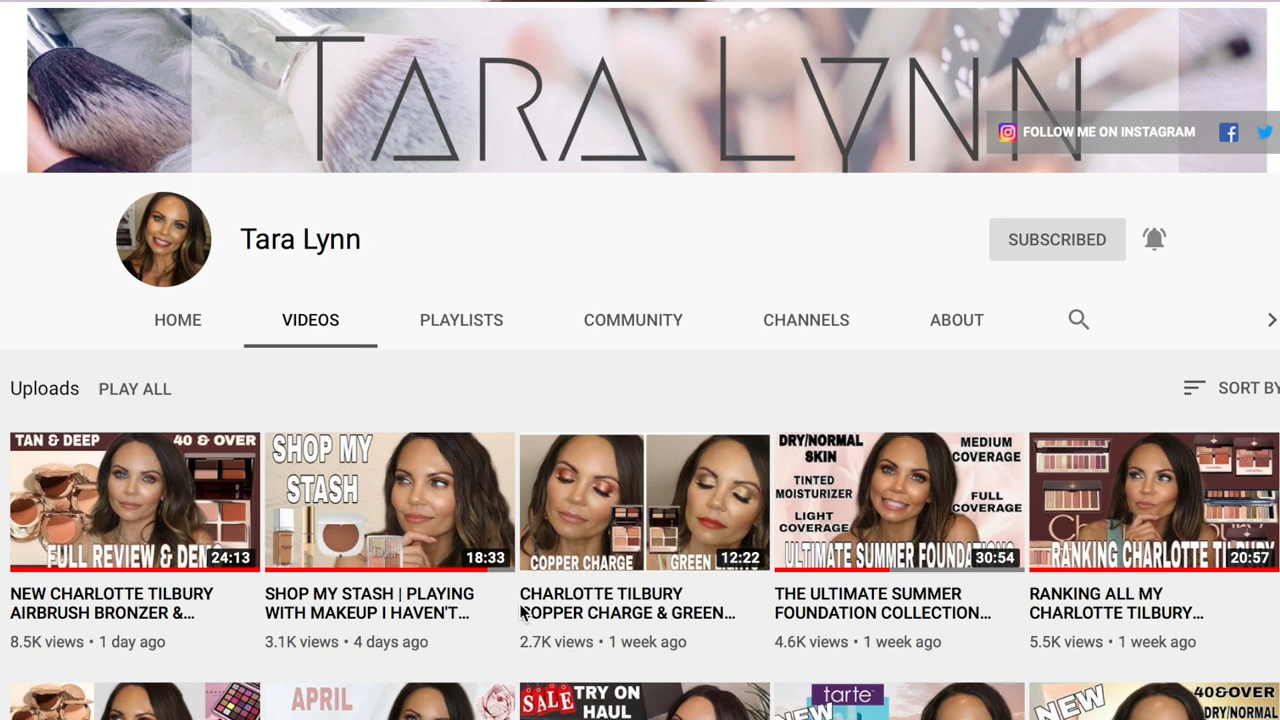 TARA LYNN
FOLLOW ME ON INSTAGRAM
Tara Lynn
SUBSCRIBED
HOME
VIDEOS
PLAYLISTS
COMMUNITY
CHANNELS
ABOUT
Uploads
PLAY ALL
SORT BY
TAN & DEEP
40 & OVER
FULL REVIEW &
24:13
NEW CHARLOTTE TILBURY
AIRBRUSH BRONZER &...
8.5K views • 1 day ago
SHOP MY
STASH
Dior
18:33
SHOP MY STASH | PLAYING
WITH MAKEUP I HAVEN'T...
3.1K views • 4 days ago
COPPER CHARGE
GREEN
12:22
CHARLOTTE TILBURY
COPPER CHARGE & GREEN...
2.7K views • 1 week ago
DRY/NORMAL
SKIN
TINTED
MOISTURIZER
LIGHT
COVERAGE
MEDIUM
COVERAGE
FULL
COVERAGE
ULTIMATE SUMMER
30:54
THE ULTIMATE SUMMER
FOUNDATION COLLECTION...
4.6K views • 1 week ago
RANKING CHARLOTTE
20:57
RANKING ALL MY
CHARLOTTE TILBURY...
5.5K views • 1 week ago
APRIL
SALE
TRY ON
HAUL
tarte
NEW
NEW
40&OVER
DRY/NORMAL